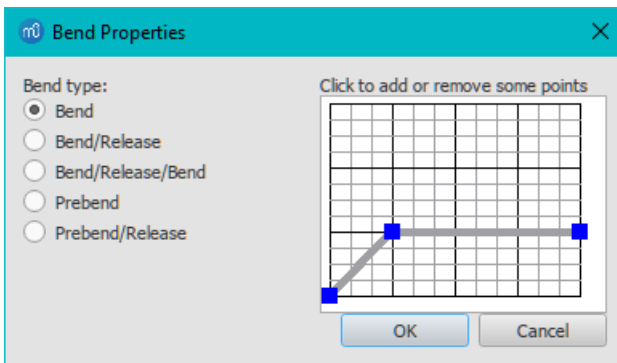 Bend Properties
Bend type:
Bend
Bend/Release
Bend/Release/Bend
Prebend
Prebend/Release
Click to add or remove some points
OK
Cancel